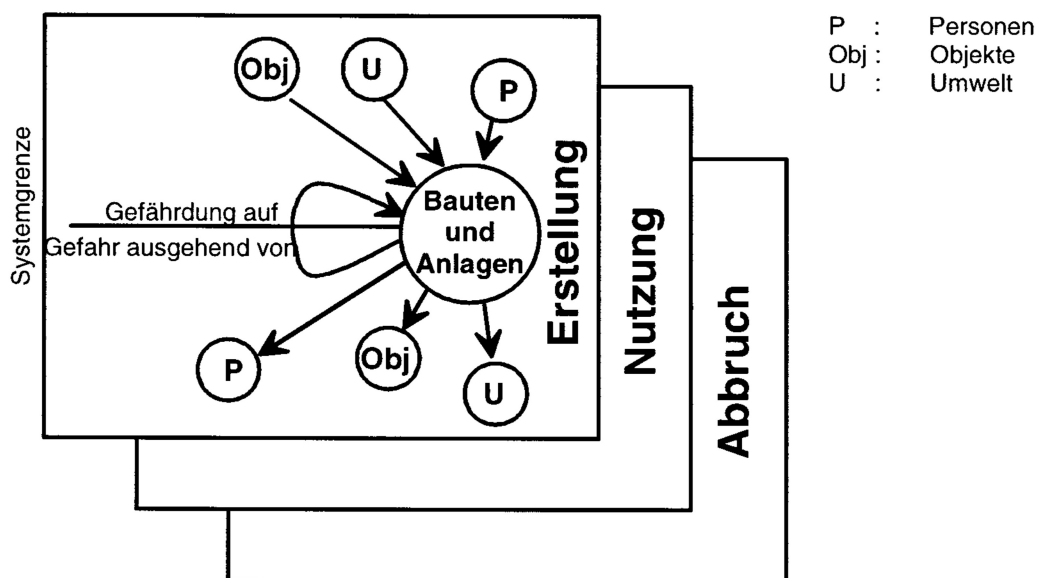 P : Personen
Obj : Objekte
U : Umwelt
Obj
U
P
Systemgrenze
Gefährdung auf
Gefahr ausgehend von
Bauten
und
Anlagen
P
Obj
U
Erstellung
Nutzung
Abbruch